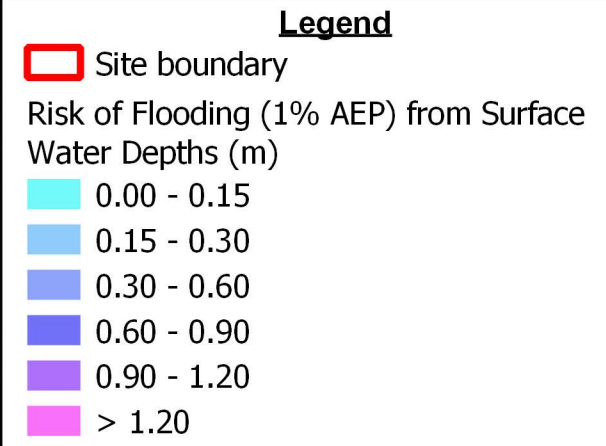 Legend
Site boundary
Risk of Flooding (1% AEP) from Surface
Water Depths (m)
0.00 - 0.15
0.15 - 0.30
0.30 - 0.60
0.60 - 0.90
0.90 - 1.20
> 1.20